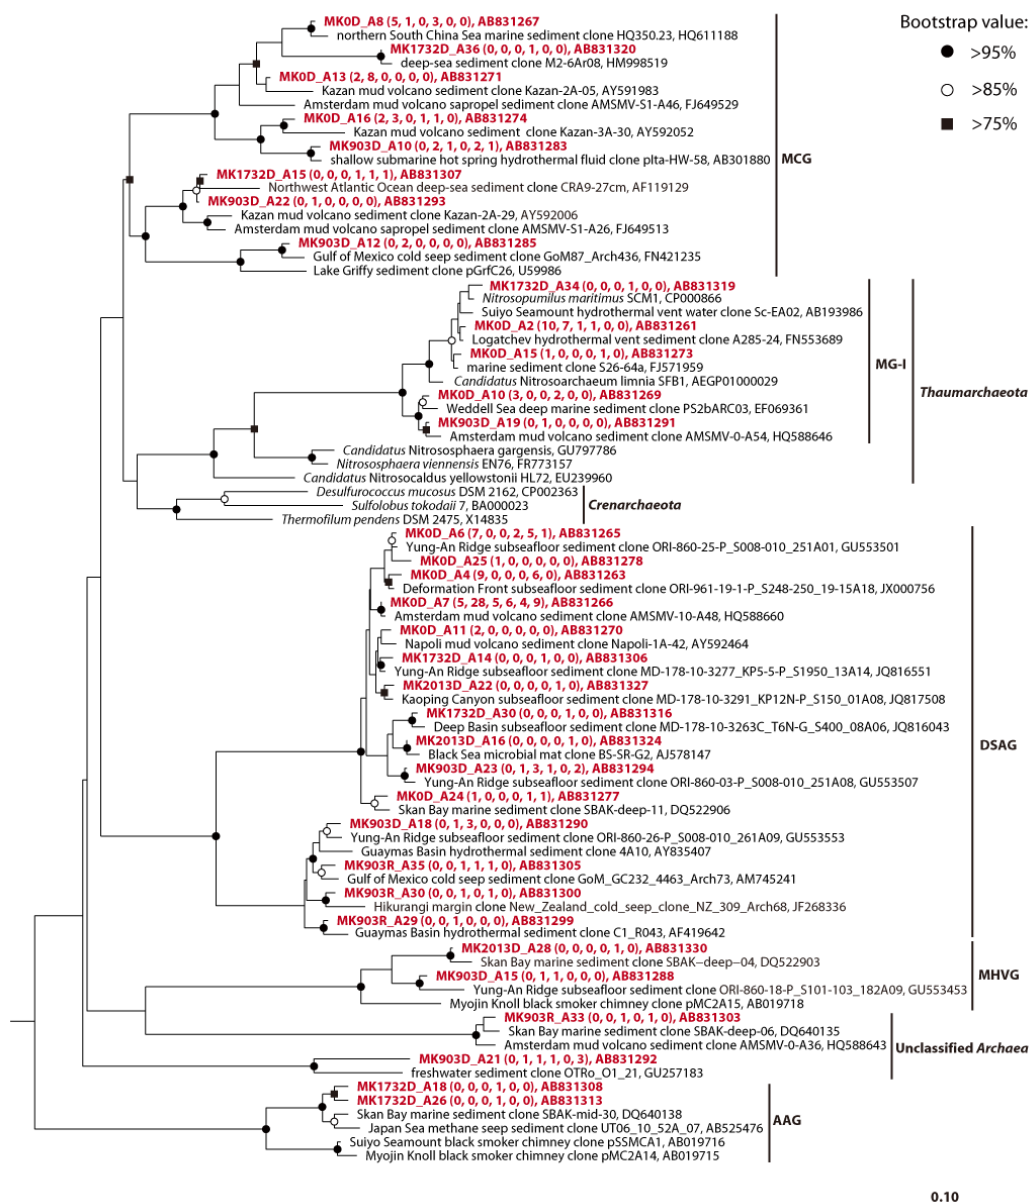 Bootstrap value:
>95%
>85%
>75%
MK0D_A8 (5, 1, 0, 3, 0, 0), AB831267
northern South China Sea marine sediment clone HQ350.23, HQ611188
MK1732D_A36 (0, 0, 0, 1, 0, 0), AB831320
deep-sea sediment clone M2-6Ar08, HM998519
MK0D_A13 (2, 8, 0, 0, 0, 0), AB831271
Kazan mud volcano sediment clone Kazan-2A-05, AY591983
Amsterdam mud volcano sapropel sediment clone AMSMV-S1-A46, FJ649529
MK0D_A16 (2, 3, 0, 1, 1, 0), AB831274
Kazan mud volcano sediment clone Kazan-3A-30, AY592052
MK903D_A10 (0, 2, 1, 0, 2, 1), AB831283
shallow submarine hot spring hydrothermal fluid clone pIta-HW-58, AB301880
MCG
MK1732D_A15 (0, 0, 0, 1, 1, 1), AB831307
Northwest Atlantic Ocean deep-sea sediment clone CRA9-27cm, AF119129
MK903D_A22 (0, 1, 0, 0, 0, 0), AB831293
Kazan mud volcano sediment clone Kazan-2A-29, AY592006
Amsterdam mud volcano sapropel sediment clone AMSMV-S1-A26, FJ649513
MK903D_A12 (0, 2, 0, 0, 0, 0), AB831285
Gulf of Mexico cold seep sediment clone GoM87_Arch436, FN421235
Lake Griffy sediment clone pGrfC26, U59986
MK1732D_A34 (0, 0, 0, 1, 0, 0), AB831319
Nitrosopumilus maritimus SCM1, CP000866
Suiyo Seamount hydrothermal vent water clone Sc-EA02, AB193986
MK0D_A2 (10, 7, 1, 1, 0, 0), AB831261
Logatchev hydrothermal vent sediment clone A285-24, FN553689
MK0D_A15 (1, 0, 0, 0, 1, 0), AB831273
marine sediment clone S26-64a, FJ571959
MG-I
Candidatus Nitrosoarchaeum limnia SFB1, AEGP01000029
Thaumarchaeota
MK0D_A10 (3, 0, 0, 2, 0, 0), AB831269
Weddell Sea deep marine sediment clone PS2bARC03, EF069361
MK903D_A19 (0, 1, 0, 0, 0, 0), AB831291
Amsterdam mud volcano sediment clone AMSMV-0-A54, HQ588646
Candidatus Nitrososphaera gargensis, GU797786
Nitrososphaera viennensis EN76, FR773157
Candidatus Nitrosocaldus yellowstonii HL72, EU239960
Desulfurococcus mucosus DSM 2162, CP002363
Sulfolobus tokodaii 7, BA000023
Crenarchaeota
Thermofilum pendens DSM 2475, X14835
MK0D_A6 (7, 0, 0, 2, 5, 1), AB831265
Yung-An Ridge subseafloor sediment clone ORI-860-25-P_S008-010_251A01, GU553501
MK0D_A25 (1, 0, 0, 0, 0, 0), AB831278
MK0D_A4 (9, 0, 0, 0, 6, 0), AB831263
Deformation Front subseafloor sediment clone ORI-961-19-1-P_S248-250_19-15A18, JX000756
MK0D_A7 (5, 28, 5, 6, 4, 9), AB831266
Amsterdam mud volcano sediment clone AMSMV-10-A48, HQ588660
MK0D_A11 (2, 0, 0, 0, 0, 0), AB831270
Napoli mud volcano sediment clone Napoli-1A-42, AY592464
MK1732D_A14 (0, 0, 0, 1, 0, 0), AB831306
Yung-An Ridge subseafloor sediment clone MD-178-10-3277_KP5-5-P_S1950_13A14, JQ816551
MK2013D_A22 (0, 0, 0, 0, 1, 0), AB831327
Kaoping Canyon subseafloor sediment clone MD-178-10-3291_KP12N-P_S150_01A08, JQ817508
MK1732D_A30 (0, 0, 0, 1, 0, 0), AB831316
Deep Basin subseafloor sediment clone MD-178-10-3263C_T6N-G_S400_08A06, JQ816043
MK2013D_A16 (0, 0, 0, 0, 1, 0), AB831324
DSAG
Black Sea microbial mat clone BS-SR-G2, AJ578147
MK903D_A23 (0, 1, 3, 1, 0, 2), AB831294
Yung-An Ridge subseafloor sediment clone ORI-860-03-P_S008-010_251A08, GU553507
MK0D_A24 (1, 0, 0, 0, 1, 1), AB831277
Skan Bay marine sediment clone SBAK-deep-11, DQ522906
MK903D_A18 (0, 1, 3, 0, 0, 0), AB831290
Yung-An Ridge subseafloor sediment clone ORI-860-26-P_S008-010_261A09, GU553553
Guaymas Basin hydrothermal sediment clone 4A10, AY835407
MK903R_A35 (0, 0, 1, 1, 1, 0), AB831305
Gulf of Mexico cold seep sediment clone GoM_GC232_4463_Arch73, AM745241
MK903R_A30 (0, 0, 1, 0, 1, 0), AB831300
Hikurangi margin clone New_Zealand_cold_seep_clone_NZ_309_Arch68, JF268336
MK903R_A29 (0, 0, 1, 0, 0, 0), AB831299
Guaymas Basin hydrothermal sediment clone C1_R043, AF419642
MK2013D_A28 (0, 0, 0, 0, 1, 0), AB831330
Skan Bay marine sediment clone SBAK–deep–04, DQ522903
MK903D_A15 (0, 1, 1, 0, 0, 0), AB831288
MHVG
Yung-An Ridge subseafloor sediment clone ORI-860-18-P_S101-103_182A09, GU553453
Myojin Knoll black smoker chimney clone pMC2A15, AB019718
MK903R_A33 (0, 0, 1, 0, 1, 0), AB831303
Skan Bay marine sediment clone SBAK-deep-06, DQ640135
Amsterdam mud volcano sediment clone AMSMV-0-A36, HQ588643
Unclassified Archaea
MK903D_A21 (0, 1, 1, 1, 0, 3), AB831292
freshwater sediment clone OTRo_O1_21, GU257183
MK1732D_A18 (0, 0, 0, 1, 0, 0), AB831308
MK1732D_A26 (0, 0, 0, 1, 0, 0), AB831313
Skan Bay marine sediment clone SBAK-mid-30, DQ640138
AAG
Japan Sea methane seep sediment clone UT06_10_52A_07, AB525476
Suiyo Seamount black smoker chimney clone pSSMCA1, AB019716
Myojin Knoll black smoker chimney clone pMC2A14, AB019715
0.10